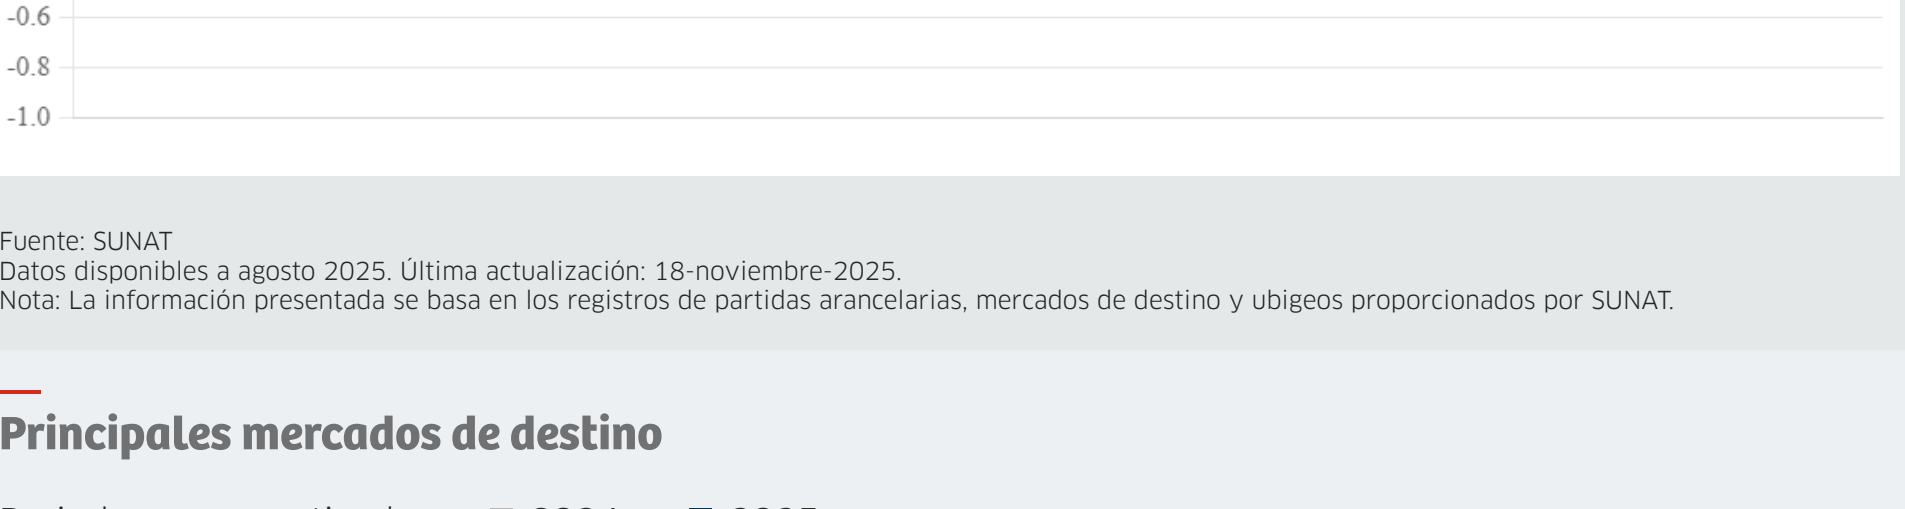 -0.6
-0.8
-1.0
Fuente: SUNAT
Datos disponibles a agosto 2025. Última actualización: 18-noviembre-2025.
Nota: La información presentada se basa en los registros de partidas arancelarias, mercados de destino y ubigeos proporcionados por SUNAT.
Principales mercados de destino